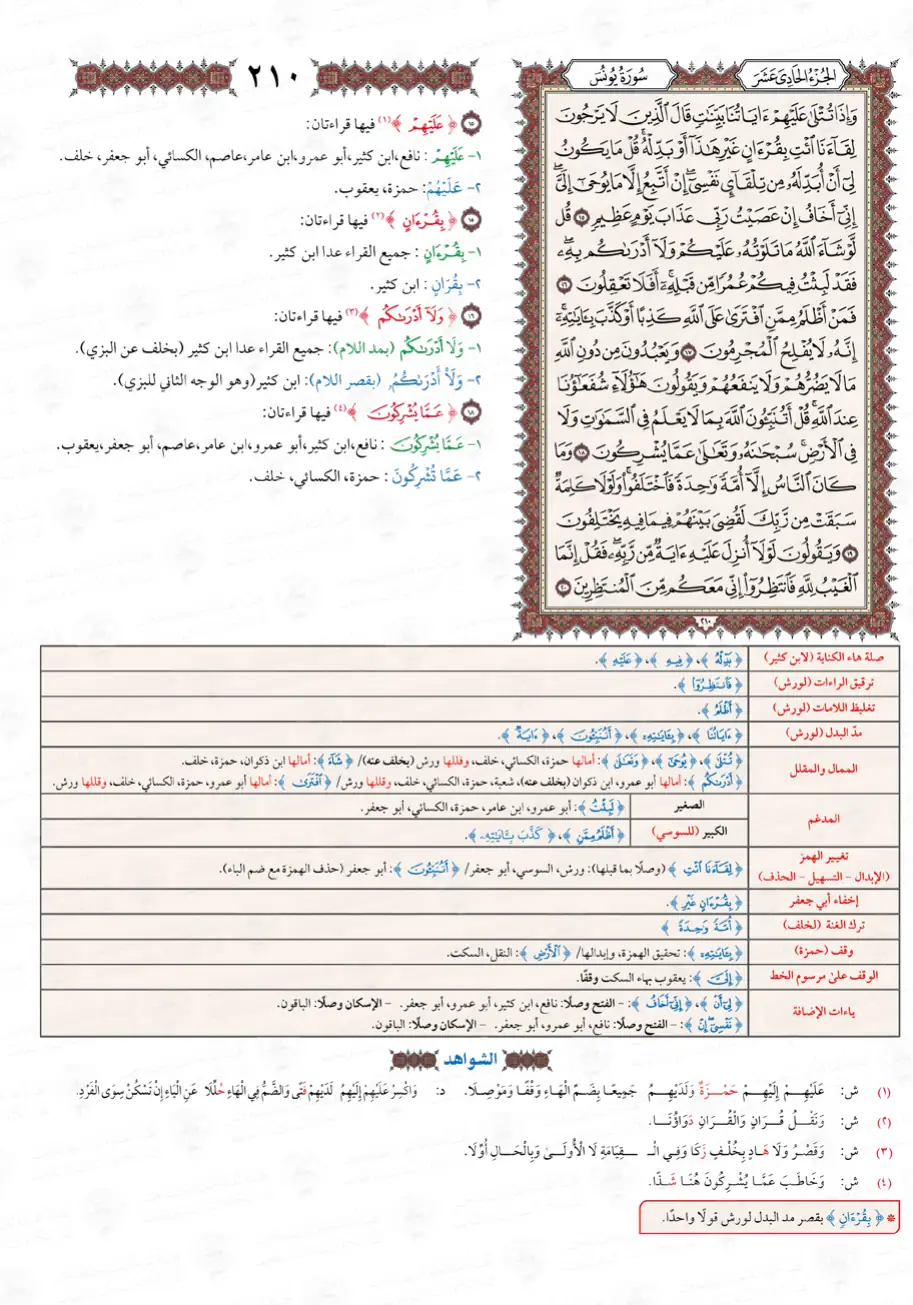 الجزء الحادي عشر
سورة يونس
وَإِذَا تُتْلَىٰ عَلَيْهِمْ ءَايَاتُنَا بَيِّنَٰتٍ قَالَ ٱلَّذِينَ لَا يَرْجُونَ
لِقَآءَنَا ٱئْتِ بِقُرْءَانٍ غَيْرِ هَٰذَآ أَوْ بَدِّلْهُ ۚ قُلْ مَا يَكُونُ
لِىٓ أَنْ أُبَدِّلَهُۥ مِن تِلْقَآئِ نَفْسِىٓ ۖ إِنْ أَتَّبِعُ إِلَّا مَا يُوحَىٰٓ إِلَىَّ ۖ
إِنِّىٓ أَخَافُ إِنْ عَصَيْتُ رَبِّى عَذَابَ يَوْمٍ عَظِيمٍ ١٥ قُل
لَّوْ شَآءَ ٱللَّهُ مَا تَلَوْتُهُۥ عَلَيْكُمْ وَلَآ أَدْرَىٰكُم بِهِۦ ۖ
فَقَدْ لَبِثْتُ فِيكُمْ عُمُرًا مِّن قَبْلِهِۦٓ ۚ أَفَلَا تَعْقِلُونَ ١٦
فَمَنْ أَظْلَمُ مِمَّنِ ٱفْتَرَىٰ عَلَى ٱللَّهِ كَذِبًا أَوْ كَذَّبَ بِـَٔايَٰتِهِۦٓ ۚ
إِنَّهُۥ لَا يُفْلِحُ ٱلْمُجْرِمُونَ ١٧ وَيَعْبُدُونَ مِن دُونِ ٱللَّهِ
مَا لَا يَضُرُّهُمْ وَلَا يَنفَعُهُمْ وَيَقُولُونَ هَٰٓؤُلَآءِ شُفَعَٰٓؤُنَا
عِندَ ٱللَّهِ ۚ قُلْ أَتُنَبِّـُٔونَ ٱللَّهَ بِمَا لَا يَعْلَمُ فِى ٱلسَّمَٰوَٰتِ وَلَا
فِى ٱلْأَرْضِ ۚ سُبْحَٰنَهُۥ وَتَعَٰلَىٰ عَمَّا يُشْرِكُونَ ١٨ وَمَا
كَانَ ٱلنَّاسُ إِلَّآ أُمَّةً وَٰحِدَةً فَٱخْتَلَفُوا۟ ۚ وَلَوْلَا كَلِمَةٌ
سَبَقَتْ مِن رَّبِّكَ لَقُضِىَ بَيْنَهُمْ فِيمَا فِيهِ يَخْتَلِفُونَ
١٩ وَيَقُولُونَ لَوْلَآ أُنزِلَ عَلَيْهِ ءَايَةٌ مِّن رَّبِّهِۦ ۖ فَقُلْ إِنَّمَا
ٱلْغَيْبُ لِلَّهِ فَٱنتَظِرُوٓا۟ إِنِّى مَعَكُم مِّنَ ٱلْمُنتَظِرِينَ ٢٠
٢١٠
٢١٠
١٥ ﴿ عَلَيْهِمْ ﴾ (١) فيها قراءتان:
١- عَلَيْهِمْ : نافع،ابن كثير،أبو عمرو،ابن عامر،عاصم،الكسائي، أبو جعفر، خلف.
٢- عَلَيْهُمْ: حمزة، يعقوب.
١٥ ﴿ بِقُرْءَانٍ ﴾ (٢) فيها قراءتان:
١- بِقُرْءَانٍ : جميع القراء عدا ابن كثير.
٢- بِقُرَانٍ : ابن كثير.
١٦ ﴿ وَلَآ أَدْرَىٰكُم ﴾ (٣) فيها قراءتان:
١- وَلَآ أَدْرَىٰكُم (بمد اللام): جميع القراء عدا ابن كثير (بخلف عن البزي).
٢- وَلَأَدْرَىٰكُمُ (بقصر اللام): ابن كثير(وهو الوجه الثاني للبزي).
١٨ ﴿ عَمَّا يُشْرِكُونَ ﴾ (٤) فيها قراءتان:
١- عَمَّا يُشْرِكُونَ : نافع،ابن كثير،أبو عمرو،ابن عامر،عاصم، أبو جعفر،يعقوب.
٢- عَمَّا تُشْرِكُونَ : حمزة، الكسائي، خلف.
صلة هاء الكناية (لابن كثير) ﴿ بَدِّلْهُ ﴾، ﴿ فِيهِ ﴾، ﴿ عَلَيْهِ ﴾.
ترقيق الراءات (لورش) ﴿ فَٱنتَظِرُوٓا۟ ﴾.
تغليظ اللامات (لورش) ﴿ أَظْلَمُ ﴾.
مدّ البدل (لورش) ﴿ ءَايَاتُنَا ﴾، ﴿ بِـَٔايَٰتِهِۦ ﴾، ﴿ أَتُنَبِّـُٔونَ ﴾، ﴿ ءَايَةٌ ﴾.
الممال والمقلل ﴿ تُتْلَىٰ ﴾، ﴿ يُوحَىٰ ﴾، ﴿ وَتَعَٰلَىٰ ﴾: أمالها حمزة، الكسائي، خلف، وقللها ورش (بخلف عنه)/ ﴿ شَآءَ ﴾: أمالها ابن ذكوان، حمزة، خلف.
﴿ أَدْرَىٰكُم ﴾: أمالها أبو عمرو، ابن ذكوان (بخلف عنه)، شعبة، حمزة، الكسائي، خلف، وقللها ورش/ ﴿ ٱفْتَرَىٰ ﴾: أمالها أبو عمرو، حمزة، الكسائي، خلف، وقللها ورش.
المدغم
الصغير ﴿ لَبِثْتُ ﴾: أبو عمرو، ابن عامر، حمزة، الكسائي، أبو جعفر.
الكبير (للسوسي) ﴿ أَظْلَمُ مِمَّنِ ﴾، ﴿ كَذَّبَ بِـَٔايَٰتِهِۦ ﴾.
تغيير الهمز
(الإبدال - التسهيل - الحذف) ﴿ لِقَآءَنَا ٱئْتِ ﴾ (وصلًا بما قبلها): ورش، السوسي، أبو جعفر/ ﴿ أَتُنَبِّـُٔونَ ﴾: أبو جعفر (حذف الهمزة مع ضم الباء).
إخفاء أبي جعفر ﴿ بِقُرْءَانٍ غَيْرِ ﴾.
ترك الغنة (لخلف) ﴿ أُمَّةً وَٰحِدَةً ﴾
وقف (حمزة) ﴿ بِـَٔايَٰتِهِۦ ﴾: تحقيق الهمزة، وإبدالها/ ﴿ ٱلْأَرْضِ ﴾: النقل، السكت.
الوقف على مرسوم الخط ﴿ إِلَىَّ ﴾: يعقوب بهاء السكت وقفًا.
ياءات الإضافة ﴿ لِىٓ أَنْ ﴾، ﴿ إِنِّىٓ أَخَافُ ﴾: - الفتح وصلًا: نافع، ابن كثير، أبو عمرو، أبو جعفر. - الإسكان وصلًا: الباقون.
﴿ نَفْسِىٓ إِنْ ﴾: - الفتح وصلًا: نافع، أبو عمرو، أبو جعفر. - الإسكان وصلًا: الباقون.
الشواهد
(١) ش: عَلَيْهِمْ إِلَيْهِمْ حَمْزَةٌ وَلَدَيْهِمُ جَمِيعًا بِضَمِّ الْهَاءِ وَقْفًا وَمَوْصِلَا. د: وَاكْسِرْ عَلَيْهِمْ إِلَيْهِمُ لَدَيْهِمْ فَتًى وَالضَّمُّ فِي الْهَاءِ حُلِّلَا عَنِ الْيَاءِ إِنْ تَسْكُنْ سِوَى الْفَرْدِ.
(٢) ش: وَنَقْلُ قُرَانٍ وَالْقُرَانِ دَوَاؤُنَا.
(٣) ش: وَقَصْرُ وَلَا هَادٍ بِخُلْفٍ زَكَا وَفِي الْـ ـقِيَامَةِ لَا الْأُولَىٰ وَبِالْحَالِ أُوِّلَا.
(٤) ش: وَخَاطَبَ عَمَّا يُشْرِكُونَ هُنَا شَذًا.
* ﴿ بِقُرْءَانٍ ﴾ بقصر مد البدل لورش قولًا واحدًا.